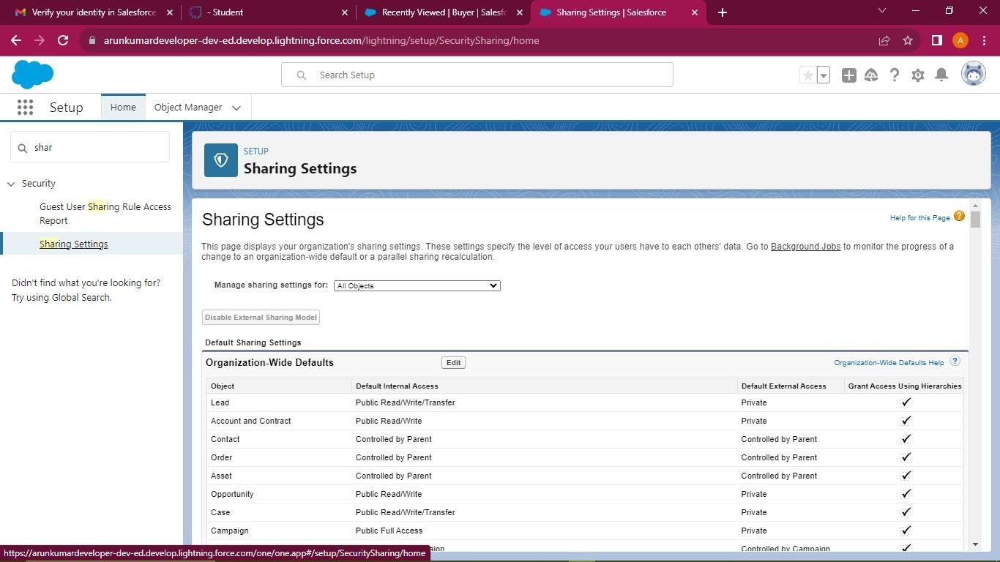 Verify your identity in Salesforce
- Student
Recently Viewed | Buyer | Salesf
Sharing Settings | Salesforce
arunkumardeveloper-dev-ed.develop.lightning.force.com/lightning/setup/SecuritySharing/home
A
Search Setup
Setup
Home
Object Manager
shar
Security
Guest User Sharing Rule Access
Report
Sharing Settings
Didn't find what you're looking for?
Try using Global Search.
SETUP
Sharing Settings
Sharing Settings
Help for this Page
This page displays your organization's sharing settings. These settings specify the level of access your users have to each others' data. Go to Background Jobs to monitor the progress of a
change to an organization-wide default or a parallel sharing recalculation.
Manage sharing settings for: All Objects
Disable External Sharing Model
Default Sharing Settings
Organization-Wide Defaults Edit Organization-Wide Defaults Help ?
Object Default Internal Access Default External Access Grant Access Using Hierarchies
Lead Public Read/Write/Transfer Private ✓
Account and Contract Public Read/Write Private ✓
Contact Controlled by Parent Controlled by Parent ✓
Order Controlled by Parent Controlled by Parent ✓
Asset Controlled by Parent Controlled by Parent ✓
Opportunity Public Read/Write Private ✓
Case Public Read/Write/Transfer Private ✓
Campaign Public Full Access Private ✓
Controlled by Campaign ✓
https://arunkumardeveloper-dev-ed.develop.lightning.force.com/one/one.app#/setup/SecuritySharing/home